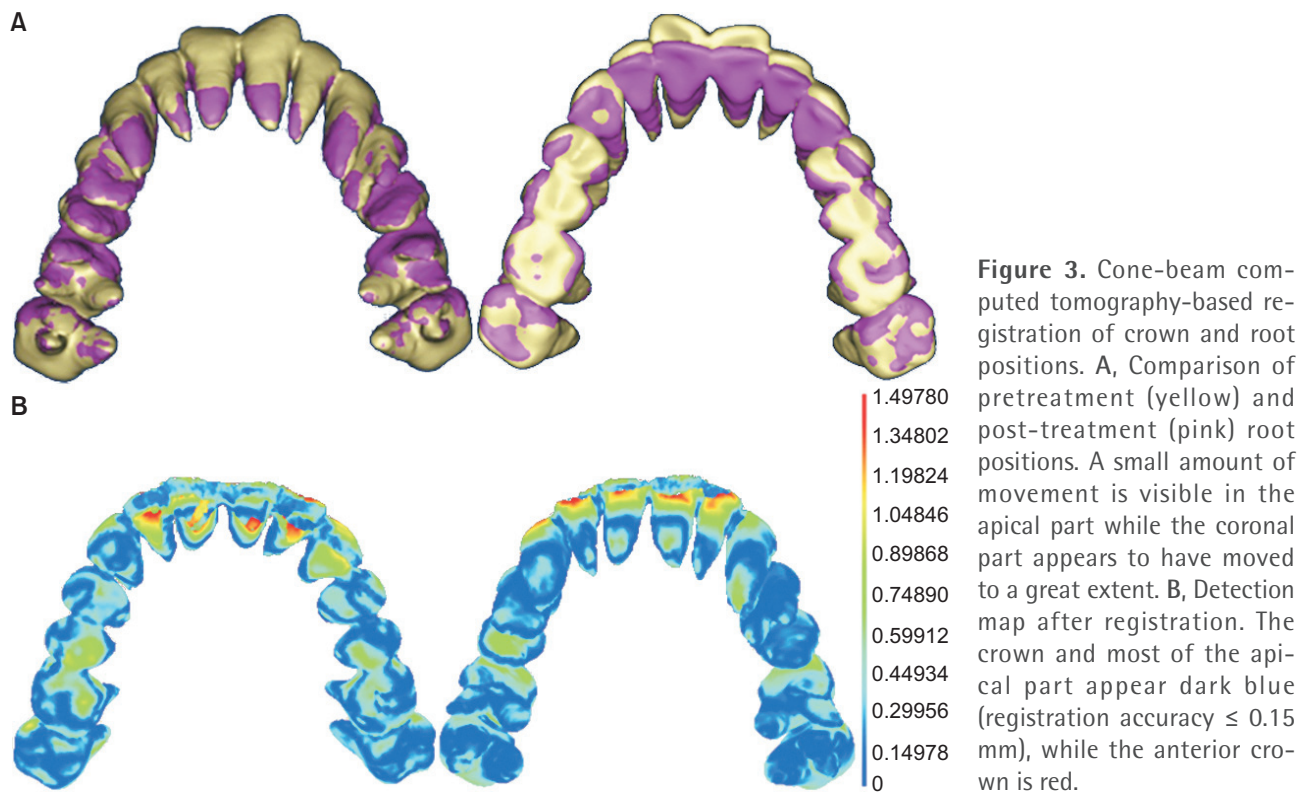 A
B
1.49780
1.34802
1.19824
1.04846
0.89868
0.74890
0.59912
0.44934
0.29956
0.14978
0
Figure 3. Cone-beam com-
puted tomography-based re-
gistration of crown and root
positions. A, Comparison of
pretreatment (yellow) and
post-treatment (pink) root
positions. A small amount of
movement is visible in the
apical part while the coronal
part appears to have moved
to a great extent. B, Detection
map after registration. The
crown and most of the api-
cal part appear dark blue
(registration accuracy ≤ 0.15
mm), while the anterior cro-
wn is red.